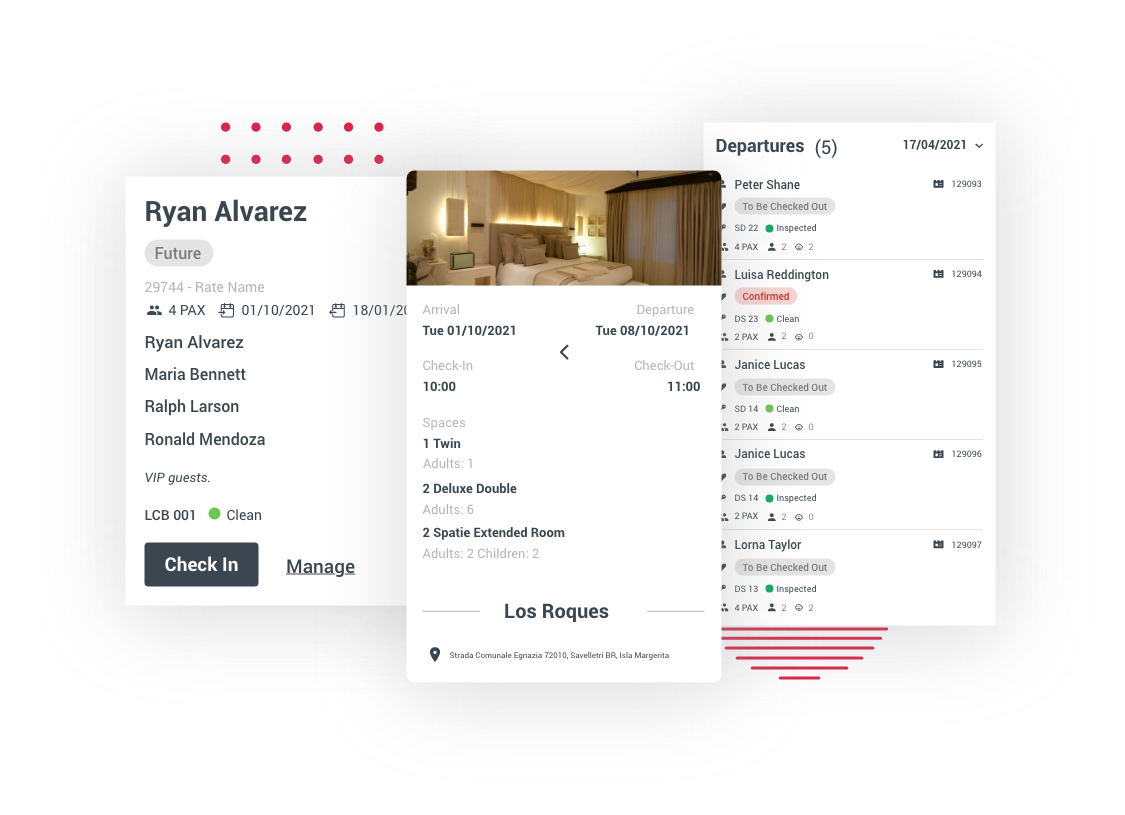 Ryan Alvarez
Future
29744 - Rate Name
4 PAX 01/10/2021 18/01/20
Ryan Alvarez
Maria Bennett
Ralph Larson
Ronald Mendoza
VIP guests.
LCB 001 Clean
Check In Manage
Arrival Departure
Tue 01/10/2021 Tue 08/10/2021
Check-In Check-Out
10:00 11:00
Spaces
1 Twin
Adults: 1
2 Deluxe Double
Adults: 6
2 Spatie Extended Room
Adults: 2 Children: 2
Los Roques
Strada Comunale Egnazia 72010, Savelletri BR, Isla Margerita
Departures (5) 17/04/2021
Peter Shane 129093
To Be Checked Out
SD 22 Inspected
4 PAX 2 2
Luisa Reddington 129094
Confirmed
DS 23 Clean
2 PAX 2 0
Janice Lucas 129095
To Be Checked Out
SD 14 Clean
2 PAX 2 0
Janice Lucas 129096
To Be Checked Out
DS 14 Inspected
2 PAX 2 0
Lorna Taylor 129097
To Be Checked Out
DS 13 Inspected
4 PAX 2 2